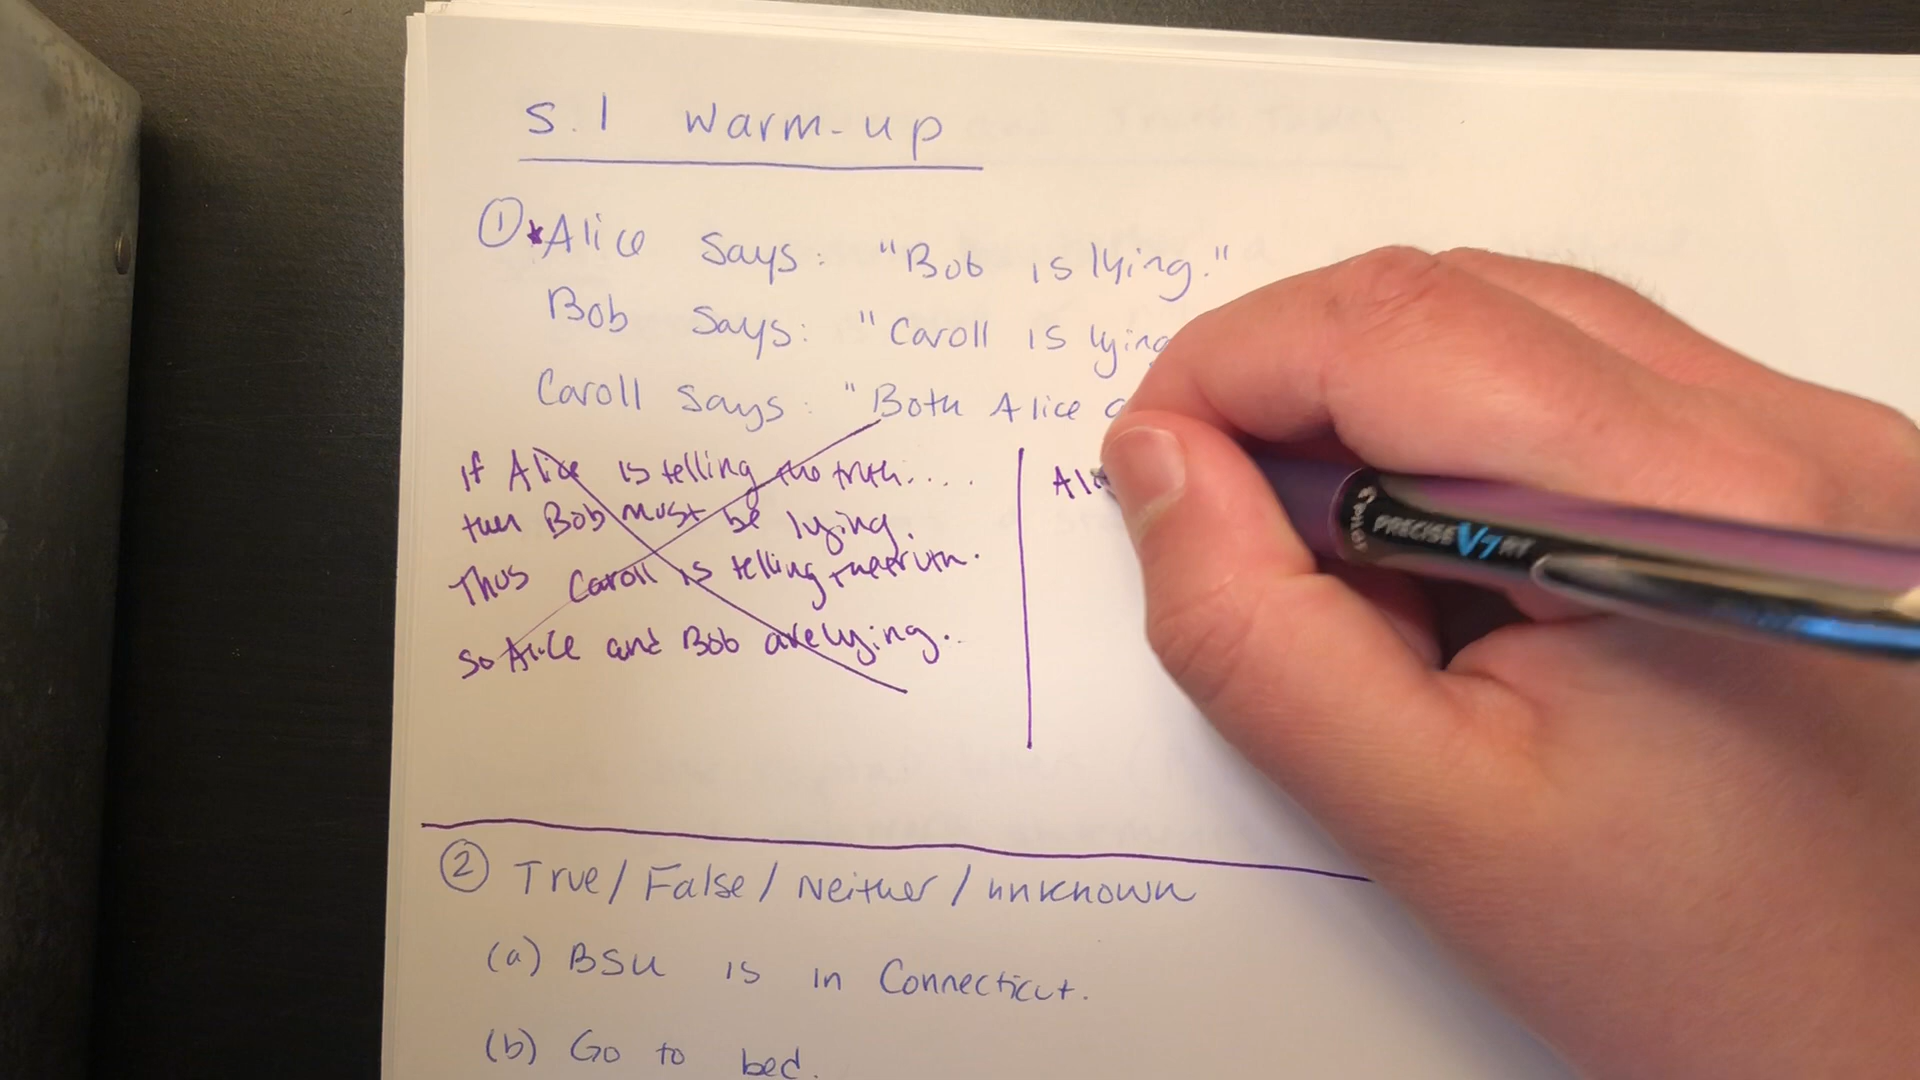 S.1 Warm-up
① *Alice says: "Bob is lying."
Bob says: "Caroll is lying
Caroll says: "Both Alice
If Alice is telling the truth....
then Bob must be lying.
Thus Caroll is telling the truth.
So Alice and Bob are lying..
Ali
② True / False / Neither / unknown
(a) BSU is in Connecticut.
(b) Go to bed.
PRECISE V7 RT